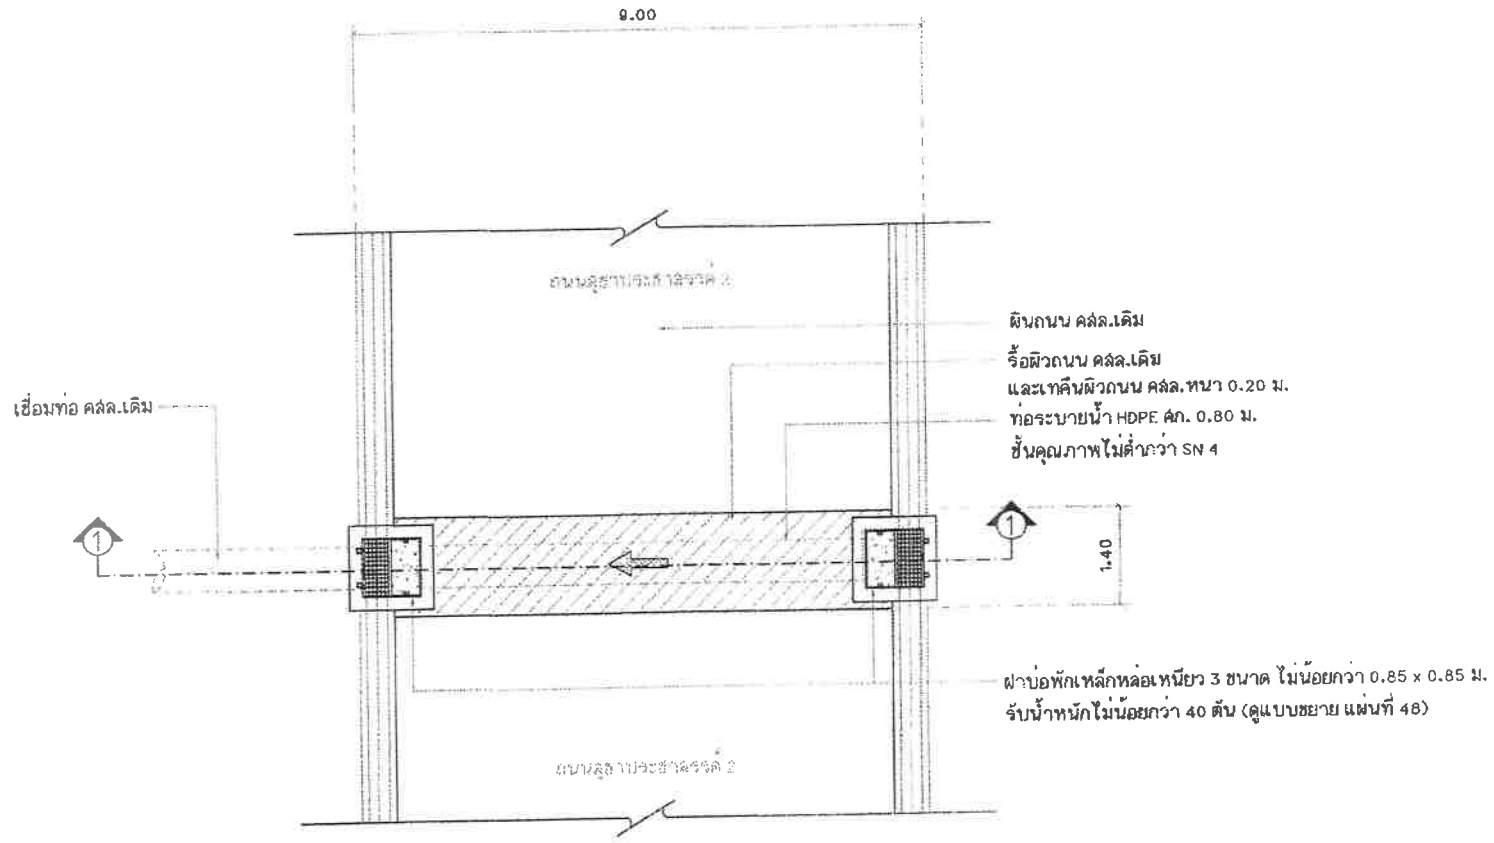 9.00
ผิวถนน คสล.เดิม
รื้อผิวถนน คสล.เดิม
และเทคืนผิวถนน คสล.หนา 0.20 ม.
เชื่อมท่อ คสล.เดิม
ท่อระบายน้ำ HDPE ศก. 0.80 ม.
ชั้นคุณภาพไม่ต่ำกว่า SN 4
1
1
1.40
ฝาบ่อพักเหล็กหล่อเหนียว 3 ขนาด ไม่น้อยกว่า 0.85 x 0.85 ม.
รับน้ำหนักไม่น้อยกว่า 40 ตัน (ดูแบบขยาย แผ่นที่ 48)